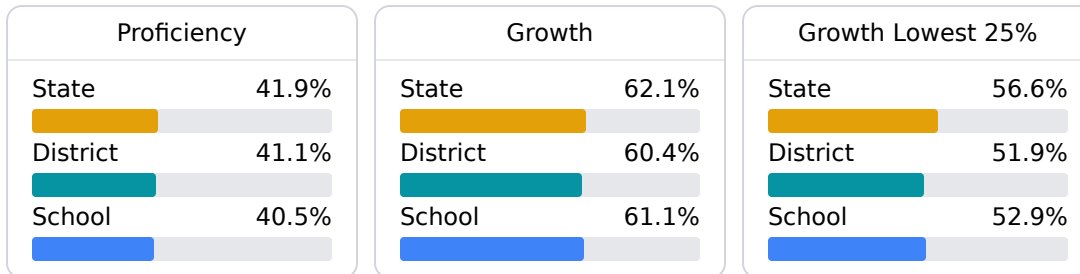 Proficiency
State 41.9%
District 41.1%
School 40.5%
Growth
State 62.1%
District 60.4%
School 61.1%
Growth Lowest 25%
State 56.6%
District 51.9%
School 52.9%